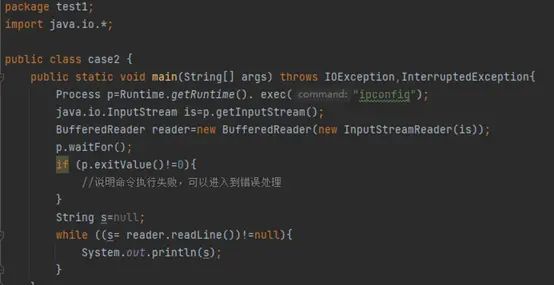 package test1;
import java.io.*;
public class case2 {
public static void main(String[] args) throws IOException,InterruptedException{
Process p=Runtime.getRuntime(). exec( command: "ipconfig");
java.io.InputStream is=p.getInputStream();
BufferedReader reader=new BufferedReader(new InputStreamReader(is));
p.waitFor();
if (p.exitValue()!=0){
//说明命令执行失败，可以进入到错误处理
}
String s=null;
while ((s= reader.readLine())!=null){
System.out.println(s);
}
}